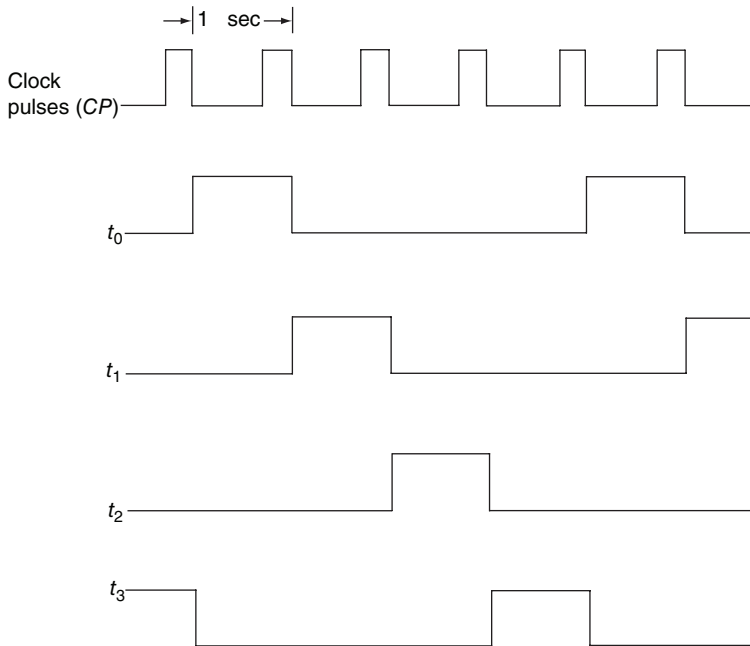 1 sec
Clock
pulses (CP)
t₀
t₁
t₂
t₃